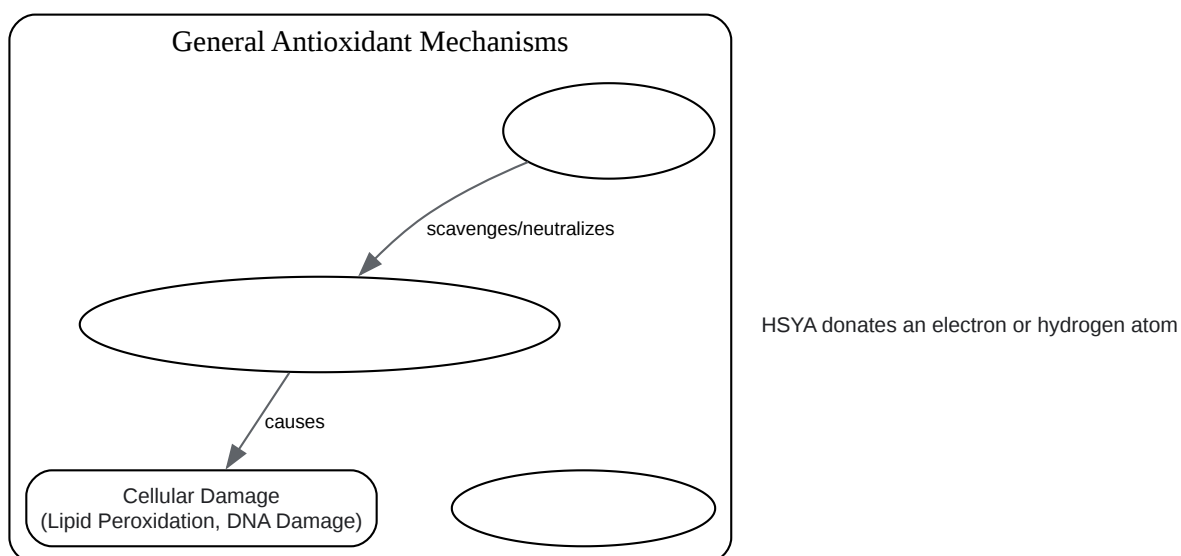 General Antioxidant Mechanisms
scavenges/neutralizes
HSYA donates an electron or hydrogen atom
causes
Cellular Damage
(Lipid Peroxidation, DNA Damage)